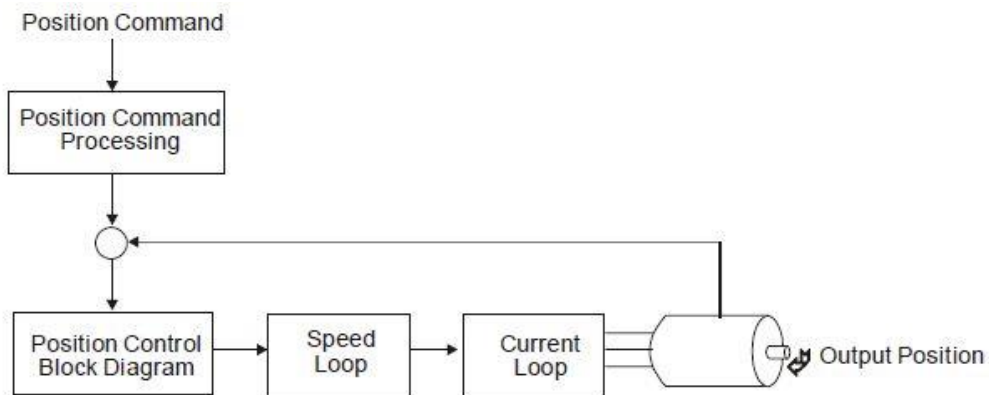 Position Command
Position Command
Processing
Position Control
Block Diagram
Speed
Loop
Current
Loop
Output Position